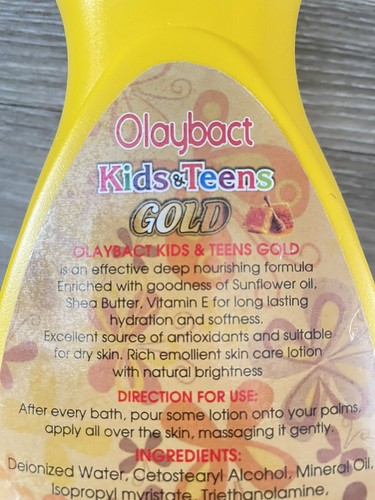 Olaybact
Kids & Teens
GOLD
OLAYBACT KIDS & TEENS GOLD
is an effective deep nourishing formula
Enriched with goodness of Sunflower oil,
Shea Butter, Vitamin E for long lasting
hydration and softness.
Excellent source of antioxidants and suitable
for dry skin. Rich emollient skin care lotion
with natural brightness
DIRECTION FOR USE:
After every bath, pour some lotion onto your palms,
apply all over the skin, massaging it gently.
INGREDIENTS:
Deionized Water, Cetostearyl Alcohol, Mineral Oil,
Isopropyl myristate, Triethanolamine,